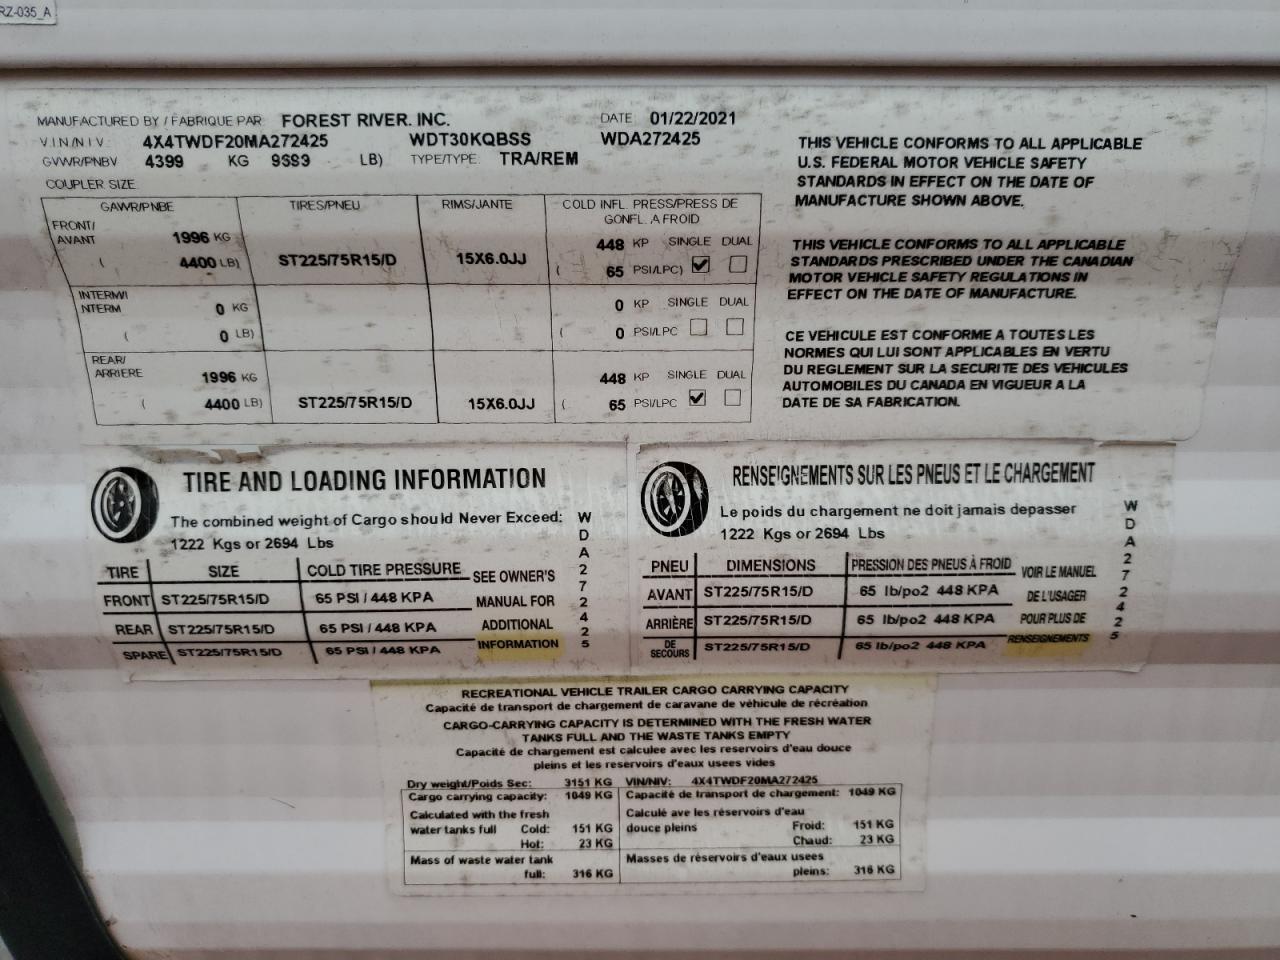 RZ-035_A
MANUFACTURED BY / FABRIQUE PAR FOREST RIVER. INC. DATE 01/22/2021
VIN/NIV: 4X4TWDF20MA272425 WDT30KQBSS WDA272425
GVWR/PNBV 4399 KG LB) TYPE/TYPE: TRA/REM
COUPLER SIZE
GAWR/PNBE TIRES/PNEU RIMS/JANTE COLD INFL. PRESS/PRESS DE
GONFL. A FROID
FRONT/
AVANT 1996 KG 448 KP SINGLE DUAL
( 4400 LB) ST225/75R15/D 15X6.0JJ ( 65 PSI/LPC)
INTERM/I
NTERM 0 KG 0 KP SINGLE DUAL
( 0 LB) ( 0 PSI/LPC
REAR/
ARRIERE 1996 KG 448 KP SINGLE DUAL
( 4400 LB) ST225/75R15/D 15X6.0JJ ( 65 PSI/LPC
THIS VEHICLE CONFORMS TO ALL APPLICABLE
U.S. FEDERAL MOTOR VEHICLE SAFETY
STANDARDS IN EFFECT ON THE DATE OF
MANUFACTURE SHOWN ABOVE.
THIS VEHICLE CONFORMS TO ALL APPLICABLE
STANDARDS PRESCRIBED UNDER THE CANADIAN
MOTOR VEHICLE SAFETY REGULATIONS IN
EFFECT ON THE DATE OF MANUFACTURE.
CE VEHICULE EST CONFORME A TOUTES LES
NORMES QUI LUI SONT APPLICABLES EN VERTU
DU REGLEMENT SUR LA SECURITE DES VEHICULES
AUTOMOBILES DU CANADA EN VIGUEUR A LA
DATE DE SA FABRICATION.
TIRE AND LOADING INFORMATION
The combined weight of Cargo should Never Exceed:
1222 Kgs or 2694 Lbs
TIRE SIZE COLD TIRE PRESSURE
FRONT ST225/75R15/D 65 PSI / 448 KPA
REAR ST225/75R15/D 65 PSI / 448 KPA
SPARE ST225/75R15/D 65 PSI / 448 KPA
SEE OWNER'S
MANUAL FOR
ADDITIONAL
INFORMATION
WDA272425
RENSEIGNEMENTS SUR LES PNEUS ET LE CHARGEMENT
Le poids du chargement ne doit jamais depasser
1222 Kgs or 2694 Lbs
PNEU DIMENSIONS PRESSION DES PNEUS À FROID
AVANT ST225/75R15/D 65 lb/po2 448 KPA
ARRIÈRE ST225/75R15/D 65 lb/po2 448 KPA
DE
SECOURS ST225/75R15/D 65 lb/po2 448 KPA
VOIR LE MANUEL
DE L'USAGER
POUR PLUS DE
RENSEIGNEMENTS
WDA272425
RECREATIONAL VEHICLE TRAILER CARGO CARRYING CAPACITY
Capacité de transport de chargement de caravane de véhicule de récréation
CARGO-CARRYING CAPACITY IS DETERMINED WITH THE FRESH WATER
TANKS FULL AND THE WASTE TANKS EMPTY
Capacité de chargement est calculee avec les reservoirs d'eau douce
pleins et les reservoirs d'eaux usees vides
Dry weight/Poids Sec: 3151 KG VIN/NIV: 4X4TWDF20MA272425
Cargo carrying capacity: 1049 KG Capacité de transport de chargement: 1049 KG
Calculated with the fresh Calculé ave les réservoirs d'eau
water tanks full Cold: 151 KG douce pleins Froid: 151 KG
Hot: 23 KG Chaud: 23 KG
Mass of waste water tank Masses de réservoirs d'eaux usees
full: 316 KG pleins: 316 KG